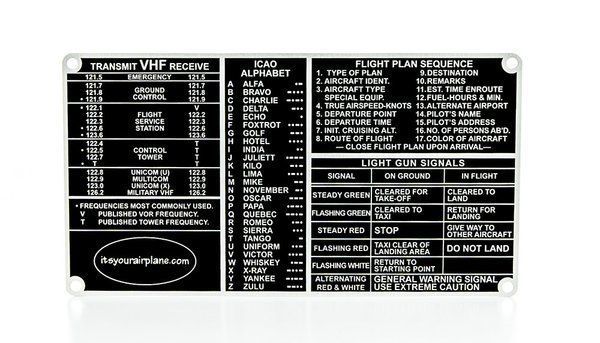 TRANSMIT VHF RECEIVE
121.5 EMERGENCY 121.5
121.7 121.7
121.8 GROUND 121.8
• 121.9 CONTROL • 121.9
• 122.1 V
122.2 FLIGHT 122.2
122.3 SERVICE 122.3
• 122.6 STATION • 122.6
123.6 123.6
122.4 T
• 122.5 CONTROL T
122.7 TOWER T
122.8 UNICOM (U) 122.8
122.9 MULTICOM 122.9
123.0 UNICOM (X) 123.0
126.2 MILITARY VHF 126.2
• FREQUENCIES MOST COMMONLY USED.
V PUBLISHED VOR FREQUENCY.
T PUBLISHED TOWER FREQUENCY.
itsyourairplane.com
ICAO
ALPHABET
A ALFA
B BRAVO
C CHARLIE
D DELTA
E ECHO
F FOXTROT
G GOLF
H HOTEL
I INDIA
J JULIETT
K KILO
L LIMA
M MIKE
N NOVEMBER
O OSCAR
P PAPA
Q QUEBEC
R ROMEO
S SIERRA
T TANGO
U UNIFORM
V VICTOR
W WHISKEY
X X-RAY
Y YANKEE
Z ZULU
FLIGHT PLAN SEQUENCE
1. TYPE OF PLAN
2. AIRCRAFT IDENT.
3. AIRCRAFT TYPE
SPECIAL EQUIP.
4. TRUE AIRSPEED-KNOTS
5. DEPARTURE POINT
6. DEPARTURE TIME
7. INIT. CRUISING ALT.
8. ROUTE OF FLIGHT
9. DESTINATION
10. REMARKS
11. EST. TIME ENROUTE
12. FUEL-HOURS & MIN.
13. ALTERNATE AIRPORT
14. PILOT'S NAME
15. PILOT'S ADDRESS
16. NO. OF PERSONS AB'D.
17. COLOR OF AIRCRAFT
— CLOSE FLIGHT PLAN UPON ARRIVAL—
LIGHT GUN SIGNALS
SIGNAL ON GROUND IN FLIGHT
STEADY GREEN CLEARED FOR TAKE-OFF CLEARED TO LAND
FLASHING GREEN CLEARED TO TAXI RETURN FOR LANDING
STEADY RED STOP GIVE WAY TO OTHER AIRCRAFT
FLASHING RED TAXI CLEAR OF LANDING AREA DO NOT LAND
FLASHING WHITE RETURN TO STARTING POINT
ALTERNATING RED & WHITE GENERAL WARNING SIGNAL USE EXTREME CAUTION